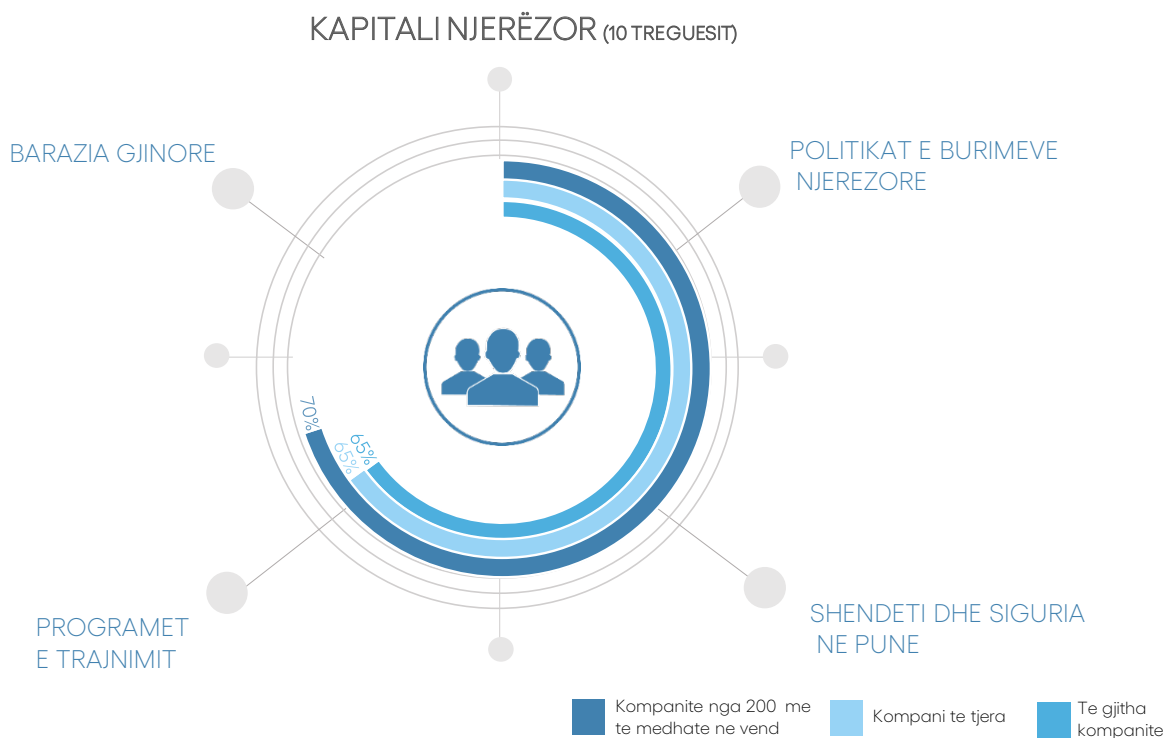 KAPITALI NJERËZOR (10 TREGUESIT)
BARAZIA GJINORE
POLITIKAT E BURIMEVE
NJEREZORE
70%
65%
65%
PROGRAMET
E TRAJNIMIT
SHENDETI DHE SIGURIA
NE PUNE
Kompanite nga 200 me
te medhate ne vend
Kompani te tjera
Te gjitha
kompanite